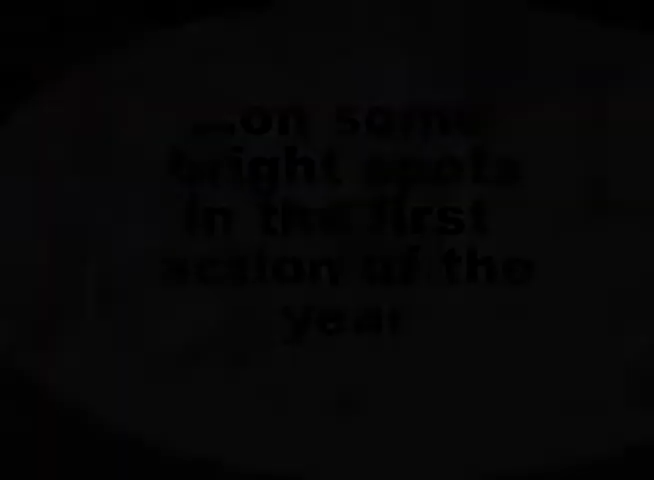 ...on some
bright spots
in the first
session of the
year